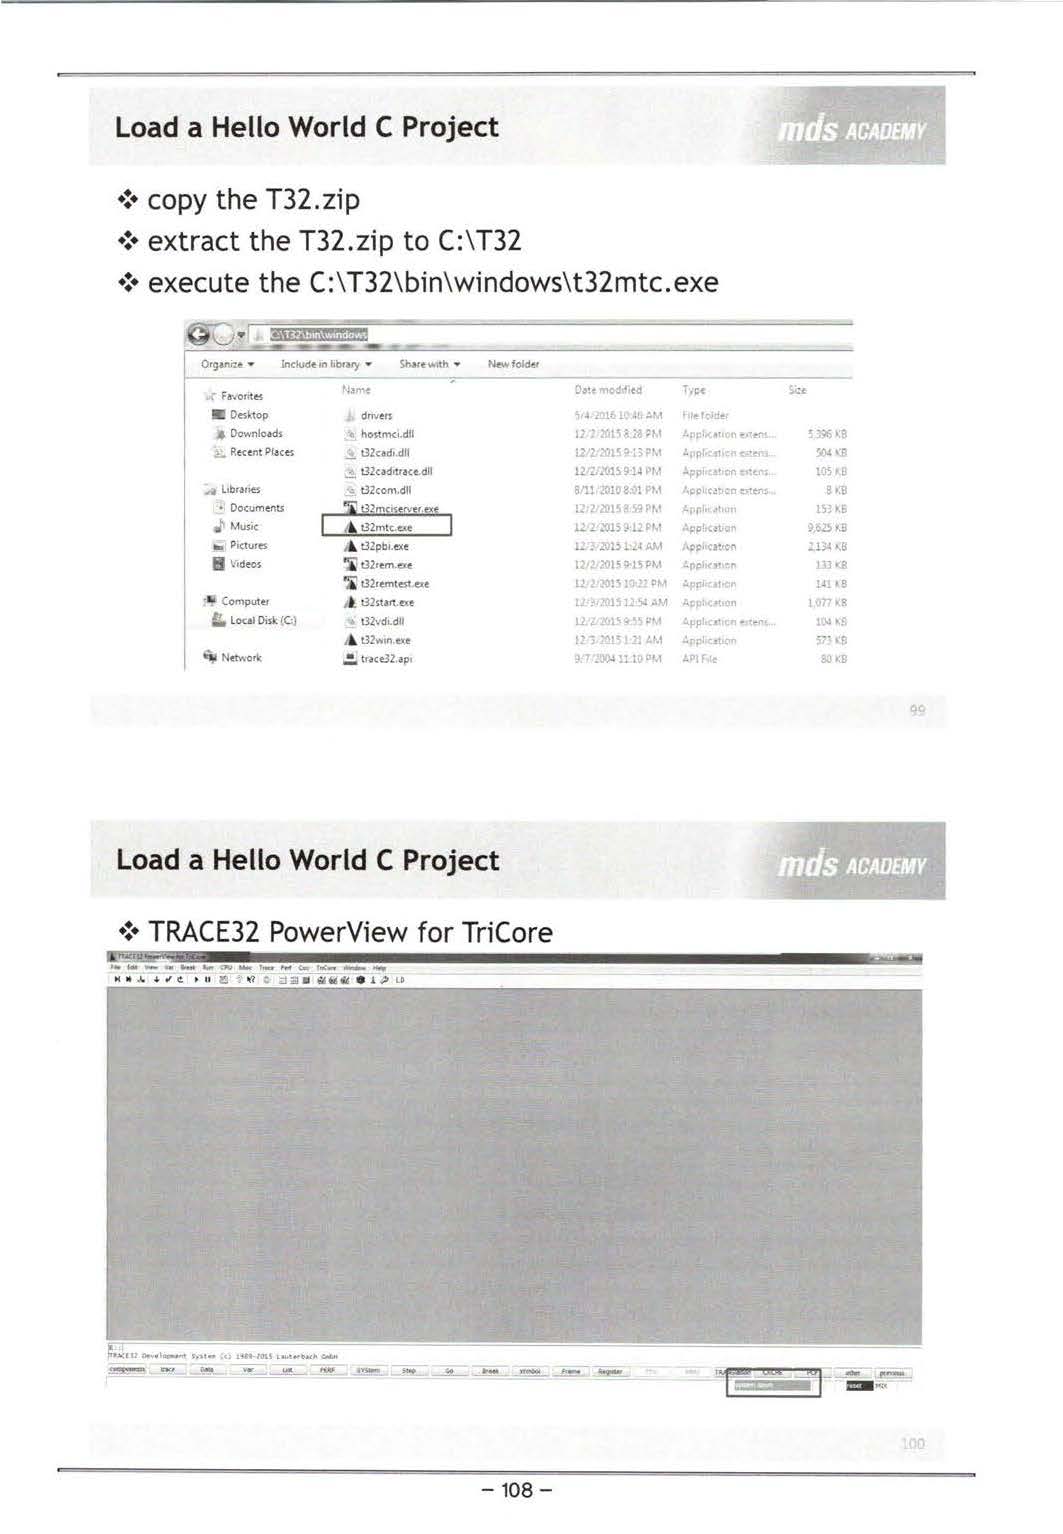 Load a Hello World C Project
mds ACADEMY
❖ copy the T32.zip
❖ extract the T32.zip to C:\T32
❖ execute the C:\T32\bin\windows\t32mtc.exe
C:\T32\bin\windows
Organize ▾ Include in library ▾ Share with ▾ New folder
Name Date modified Type Size
Favorites
Desktop
Downloads
Recent Places
Libraries
Documents
Music
Pictures
Videos
Computer
Local Disk (C:)
Network
drivers 5/4/2016 10:46 AM File folder
hostmci.dll 12/2/2015 8:28 PM Application extens... 5,396 KB
t32cadi.dll 12/2/2015 9:13 PM Application extens... 504 KB
t32caditrace.dll 12/2/2015 9:14 PM Application extens... 105 KB
t32com.dll 8/11/2010 8:01 PM Application extens... 8 KB
t32mciserver.exe 12/2/2015 8:59 PM Application 153 KB
t32mtc.exe 12/2/2015 9:12 PM Application 9,625 KB
t32pbi.exe 12/3/2015 1:24 AM Application 2,134 KB
t32rem.exe 12/2/2015 9:15 PM Application 133 KB
t32remtest.exe 12/2/2015 10:22 PM Application 141 KB
t32start.exe 12/3/2015 12:54 AM Application 1,077 KB
t32vdi.dll 12/2/2015 9:55 PM Application extens... 104 KB
t32win.exe 12/3/2015 1:21 AM Application 573 KB
trace32.api 9/7/2004 11:10 PM API File 80 KB
99
Load a Hello World C Project
mds ACADEMY
❖ TRACE32 PowerView for TriCore
TRACE32 PowerView for TriCore
File Edit View Var Break Run CPU Misc Trace Perf Cov TriCore Window Help
LD
B::
TRACE32 Development System (c) 1989-2015 Lauterbach GmbH
components trace Data Var List PERF SYStem Step Go Break symbol Frame Register CACHE PCP other previous
system down reset MIX
100
- 108 -